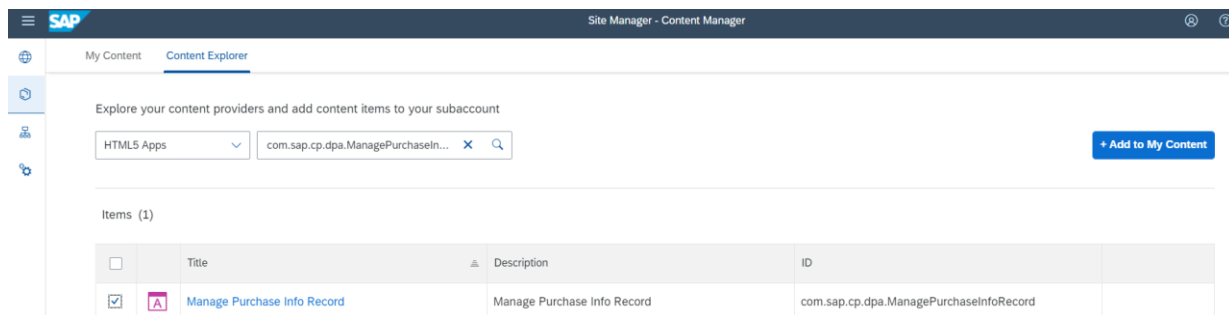 SAP Site Manager - Content Manager
My Content Content Explorer
Explore your content providers and add content items to your subaccount
HTML5 Apps com.sap.cp.dpa.ManagePurchaseIn... + Add to My Content
Items (1)
Title Description ID
A Manage Purchase Info Record Manage Purchase Info Record com.sap.cp.dpa.ManagePurchaseInfoRecord